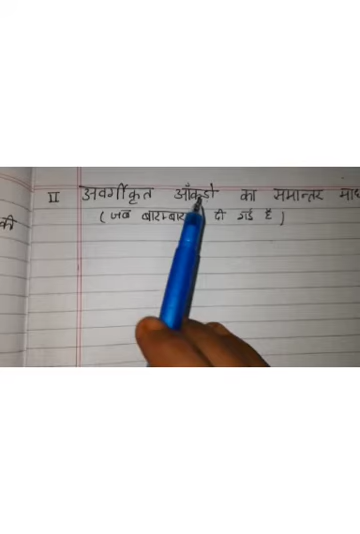 की
II अवर्गीकृत आँकड़ो का समान्तर माध
(जब बारम्बार दी गई है)